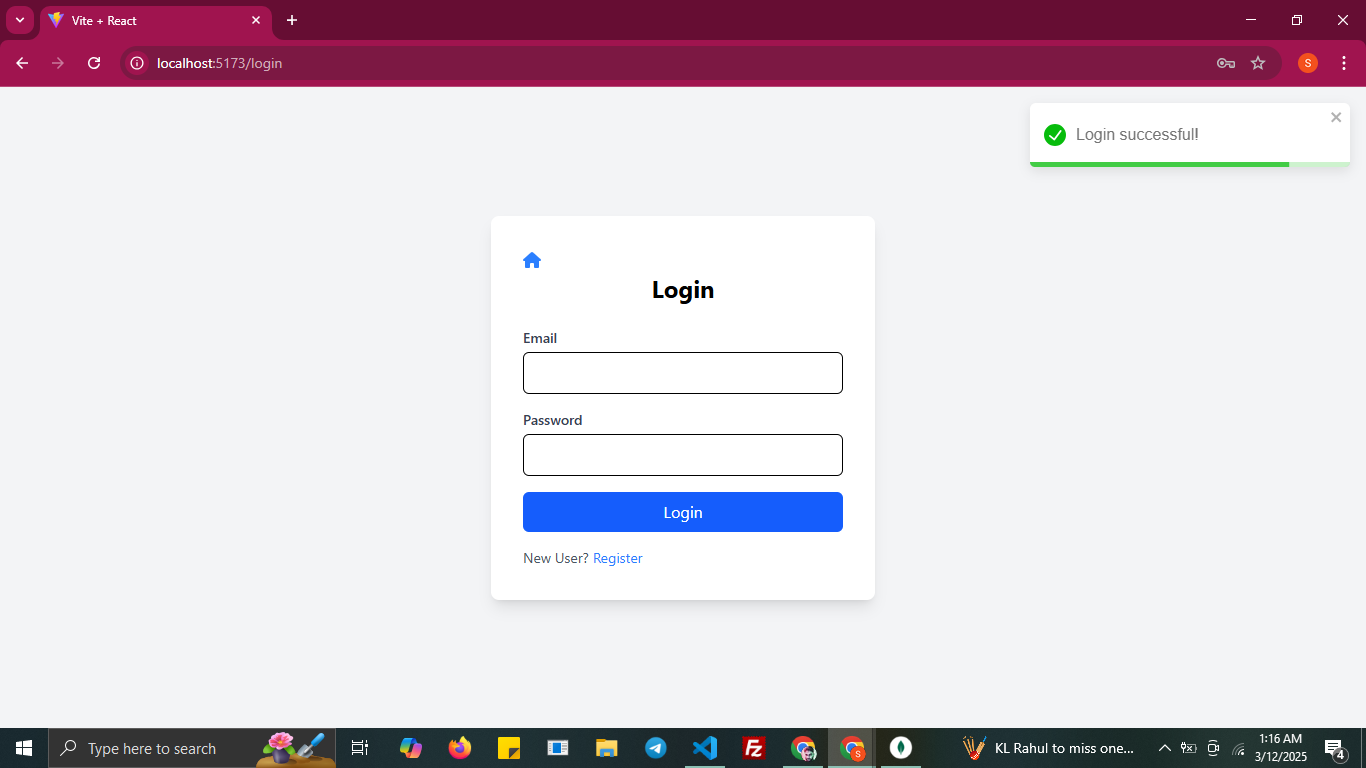 Vite + React
localhost:5173/login
S
Login successful!
Login
Email
Password
Login
New User? Register
Type here to search
Fz
S
KL Rahul to miss one...
1:16 AM
3/12/2025
4